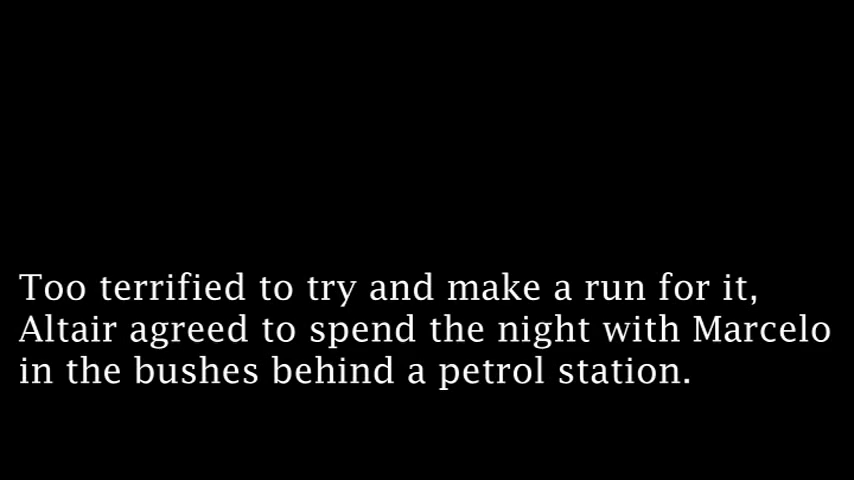 Too terrified to try and make a run for it,
Altair agreed to spend the night with Marcelo
in the bushes behind a petrol station.